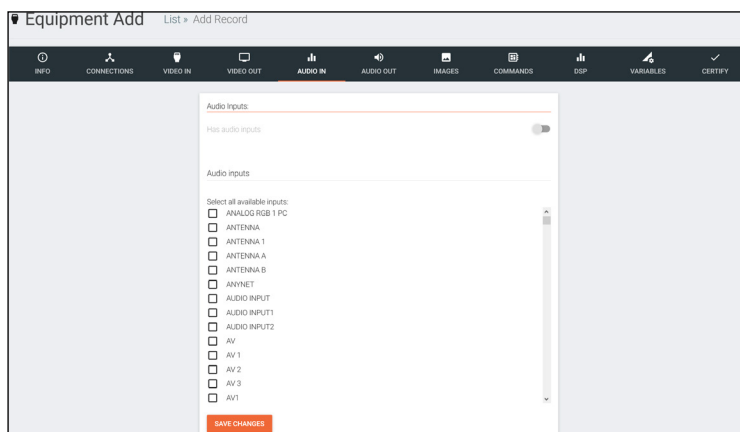 Equipment Add List » Add Record
INFO CONNECTIONS VIDEO IN VIDEO OUT AUDIO IN AUDIO OUT IMAGES COMMANDS DSP VARIABLES CERTIFY
Audio Inputs:
Has audio inputs
Audio inputs
Select all available inputs:
ANALOG RGB 1 PC
ANTENNA
ANTENNA 1
ANTENNA A
ANTENNA B
ANYNET
AUDIO INPUT
AUDIO INPUT1
AUDIO INPUT2
AV
AV 1
AV 2
AV 3
AV1
SAVE CHANGES